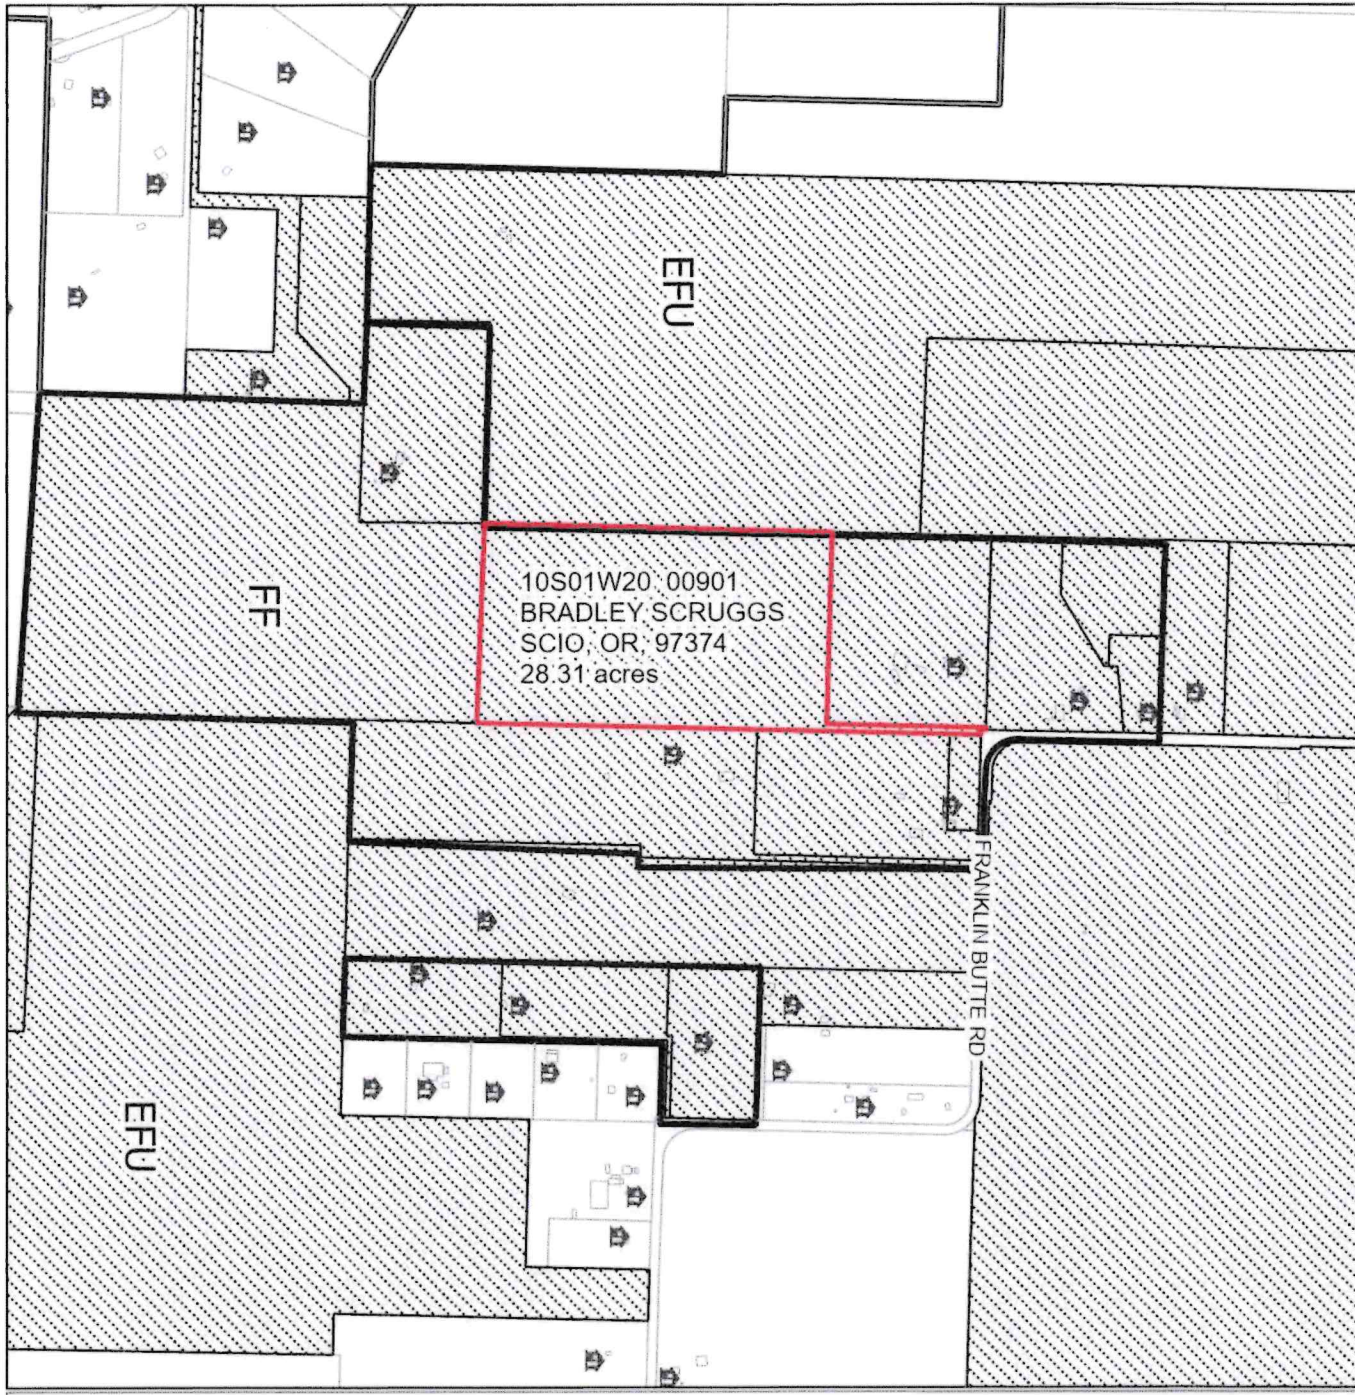 EFU
FF
10S01W20 00901
BRADLEY SCRUGGS
SCIO, OR, 97374
28.31 acres
FRANKLIN BUTTE RD
EFU